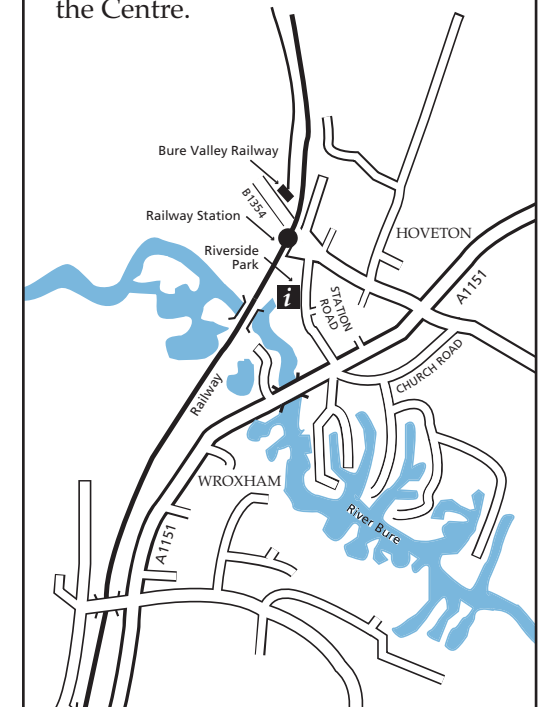 the Centre.
Bure Valley Railway
B1354
Railway Station
HOVETON
Riverside
Park
i
STATION
ROAD
A1151
CHURCH ROAD
Railway
WROXHAM
River Bure
A1151